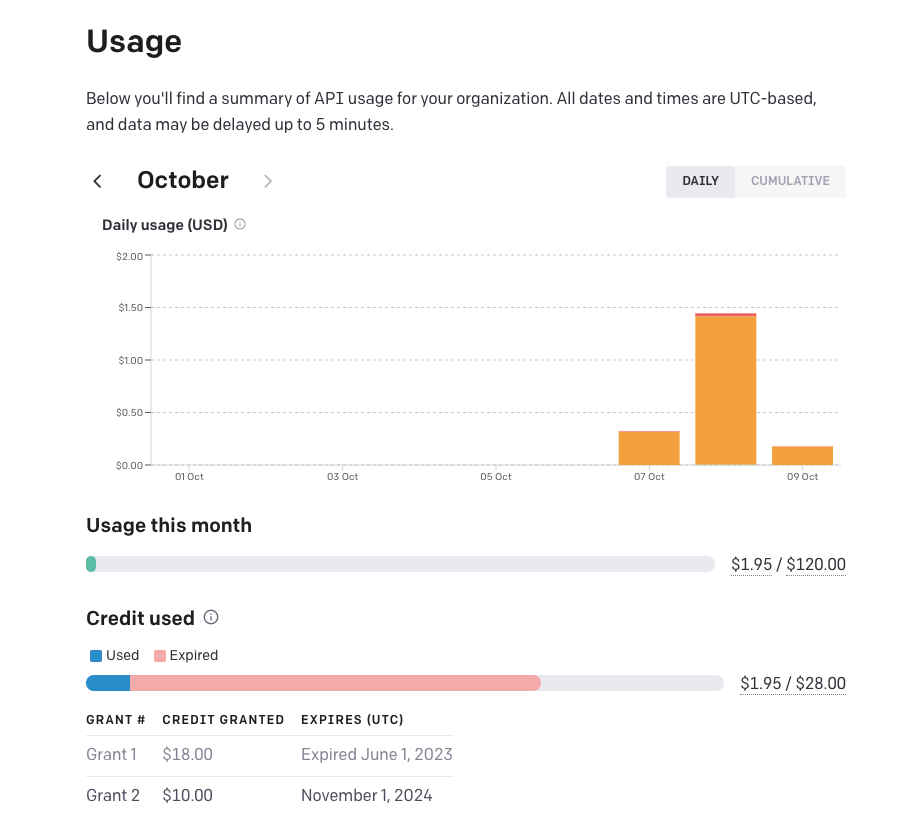 Usage
Below you'll find a summary of API usage for your organization. All dates and times are UTC-based,
and data may be delayed up to 5 minutes.
October
DAILY CUMULATIVE
Daily usage (USD)
$2.00
$1.50
$1.00
$0.50
$0.00
01 Oct 03 Oct 05 Oct 07 Oct 09 Oct
Usage this month
$1.95 / $120.00
Credit used
Used Expired
$1.95 / $28.00
GRANT # CREDIT GRANTED EXPIRES (UTC)
Grant 1 $18.00 Expired June 1, 2023
Grant 2 $10.00 November 1, 2024